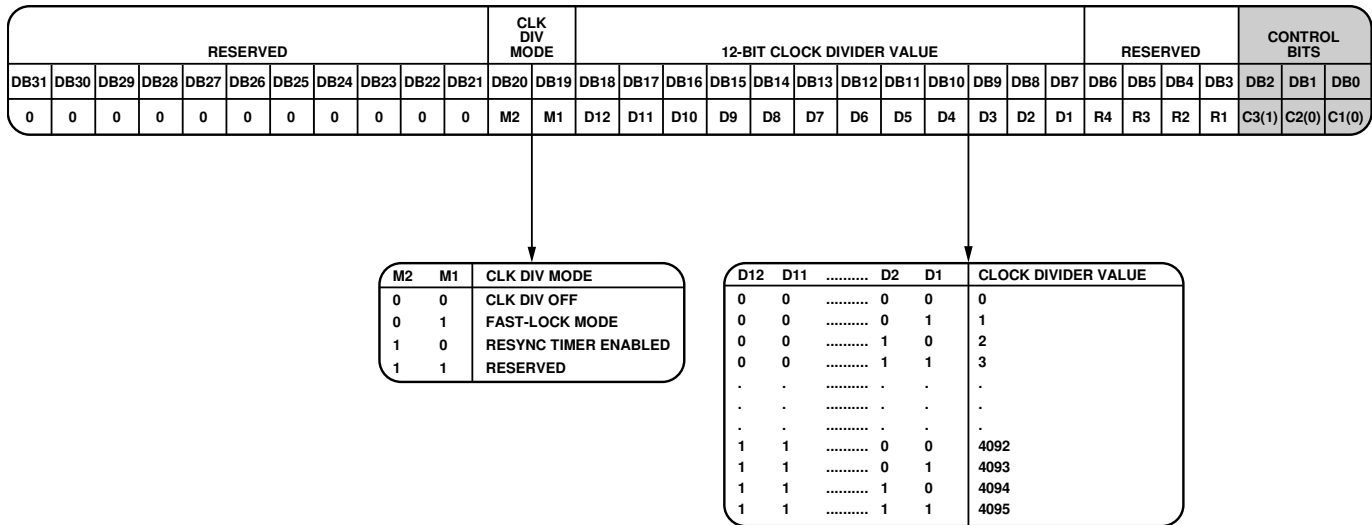 RESERVED CLK DIV MODE 12-BIT CLOCK DIVIDER VALUE RESERVED CONTROL BITS
DB31 DB30 DB29 DB28 DB27 DB26 DB25 DB24 DB23 DB22 DB21 DB20 DB19 DB18 DB17 DB16 DB15 DB14 DB13 DB12 DB11 DB10 DB9 DB8 DB7 DB6 DB5 DB4 DB3 DB2 DB1 DB0
0 0 0 0 0 0 0 0 0 0 0 M2 M1 D12 D11 D10 D9 D8 D7 D6 D5 D4 D3 D2 D1 R4 R3 R2 R1 C3(1) C2(0) C1(0)
M2 M1 CLK DIV MODE
0 0 CLK DIV OFF
0 1 FAST-LOCK MODE
1 0 RESYNC TIMER ENABLED
1 1 RESERVED
D12 D11 .......... D2 D1 CLOCK DIVIDER VALUE
0 0 .......... 0 0 0
0 0 .......... 0 1 1
0 0 .......... 1 0 2
0 0 .......... 1 1 3
. . .......... . . .
. . .......... . . .
. . .......... . . .
1 1 .......... 0 0 4092
1 1 .......... 0 1 4093
1 1 .......... 1 0 4094
1 1 .......... 1 1 4095